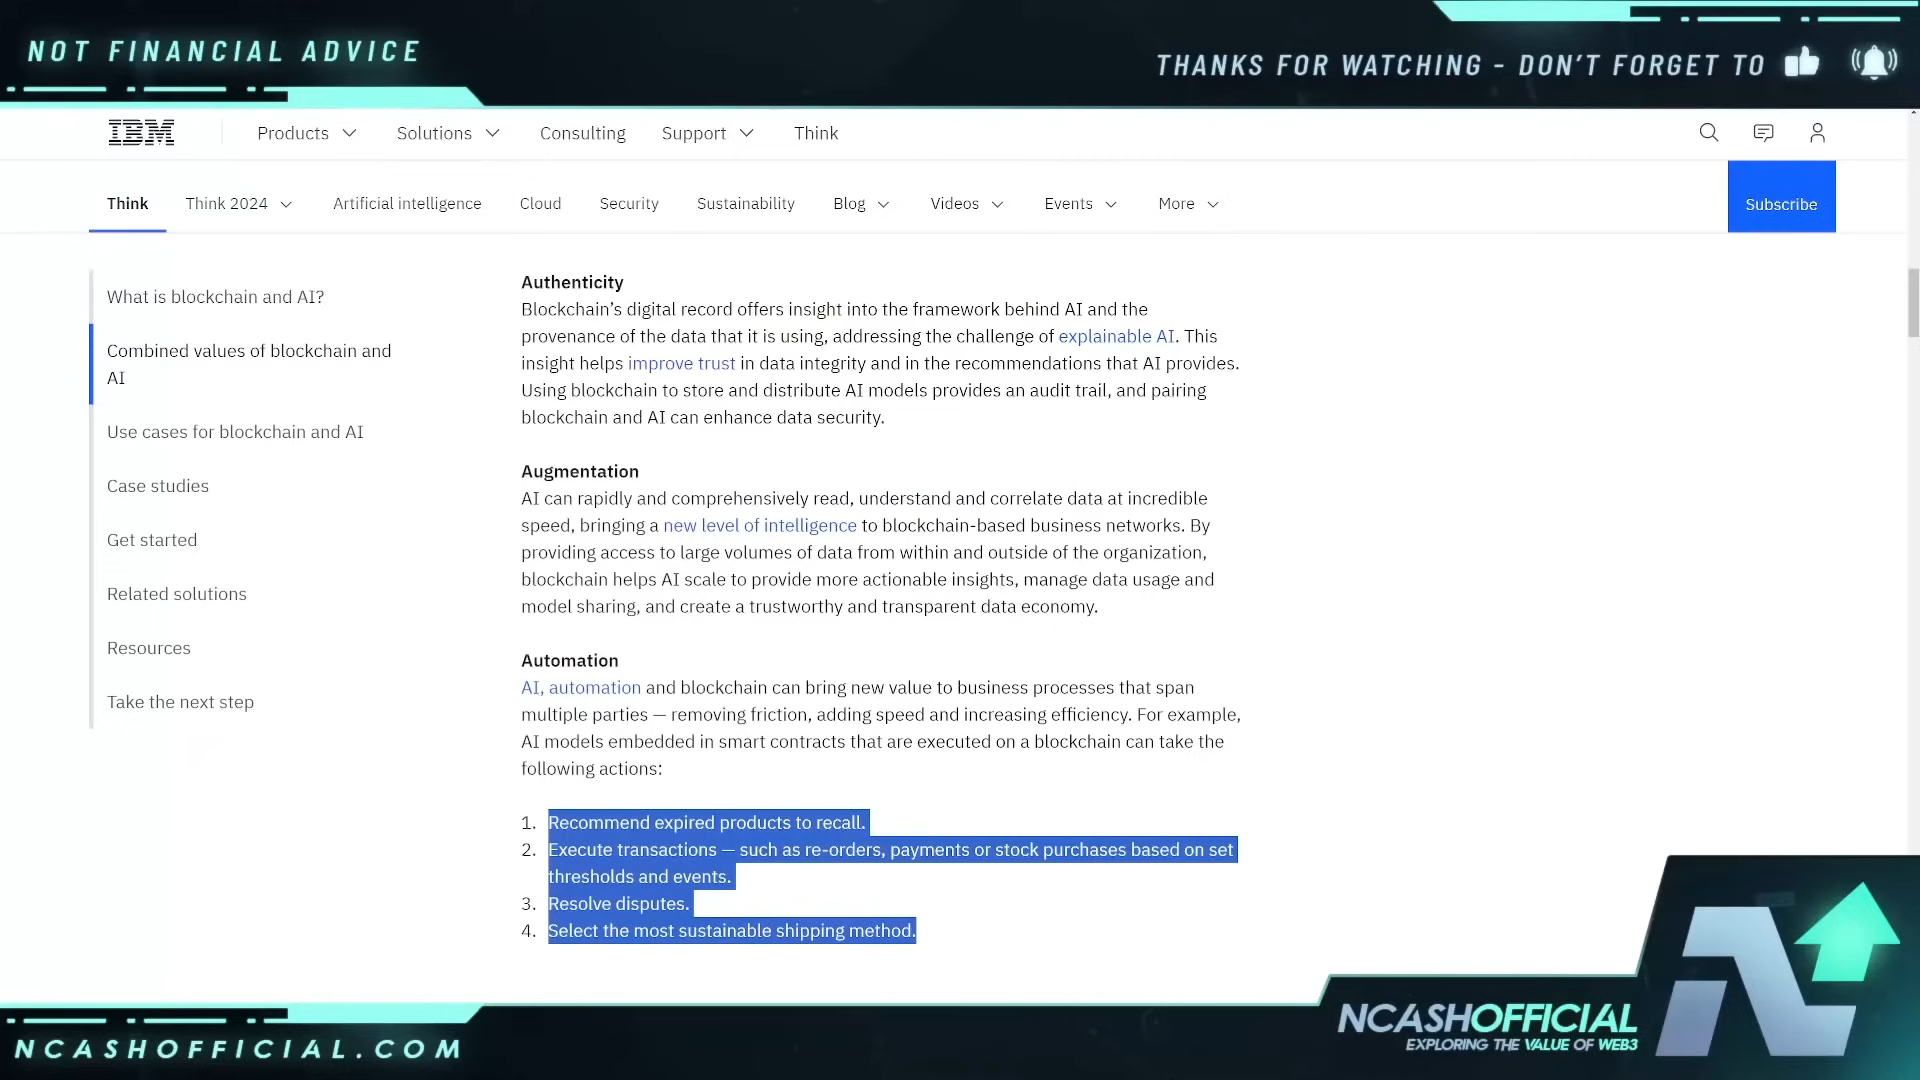 NOT FINANCIAL ADVICE
THANKS FOR WATCHING - DON'T FORGET TO
IBM
Products
Solutions
Consulting
Support
Think
Think
Think 2024
Artificial intelligence
Cloud
Security
Sustainability
Blog
Videos
Events
More
Subscribe
What is blockchain and AI?
Combined values of blockchain and
AI
Use cases for blockchain and AI
Case studies
Get started
Related solutions
Resources
Take the next step
Authenticity
Blockchain’s digital record offers insight into the framework behind AI and the
provenance of the data that it is using, addressing the challenge of explainable AI. This
insight helps improve trust in data integrity and in the recommendations that AI provides.
Using blockchain to store and distribute AI models provides an audit trail, and pairing
blockchain and AI can enhance data security.
Augmentation
AI can rapidly and comprehensively read, understand and correlate data at incredible
speed, bringing a new level of intelligence to blockchain-based business networks. By
providing access to large volumes of data from within and outside of the organization,
blockchain helps AI scale to provide more actionable insights, manage data usage and
model sharing, and create a trustworthy and transparent data economy.
Automation
AI, automation and blockchain can bring new value to business processes that span
multiple parties — removing friction, adding speed and increasing efficiency. For example,
AI models embedded in smart contracts that are executed on a blockchain can take the
following actions:
1. Recommend expired products to recall.
2. Execute transactions — such as re-orders, payments or stock purchases based on set
thresholds and events.
3. Resolve disputes.
4. Select the most sustainable shipping method.
NCASHOFFICIAL.COM
NCASHOFFICIAL
EXPLORING THE VALUE OF WEB3